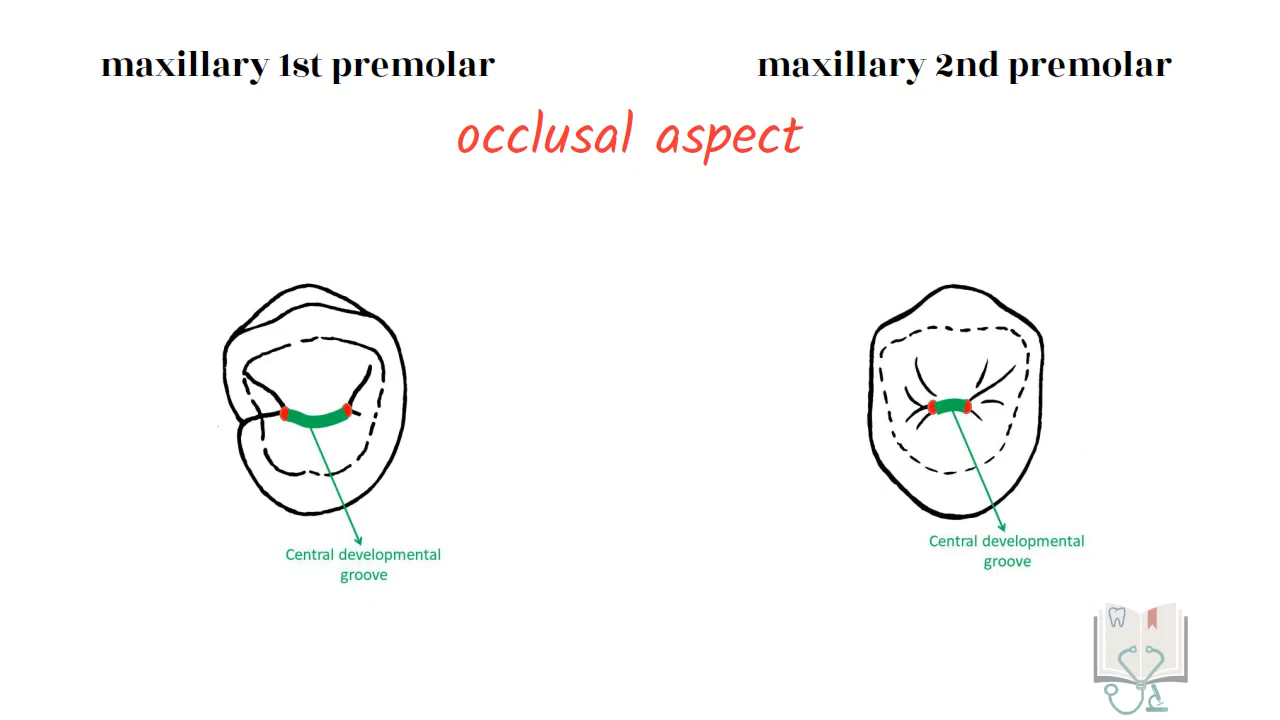 maxillary 1st premolar
maxillary 2nd premolar
occlusal aspect
Central developmental
groove
Central developmental
groove